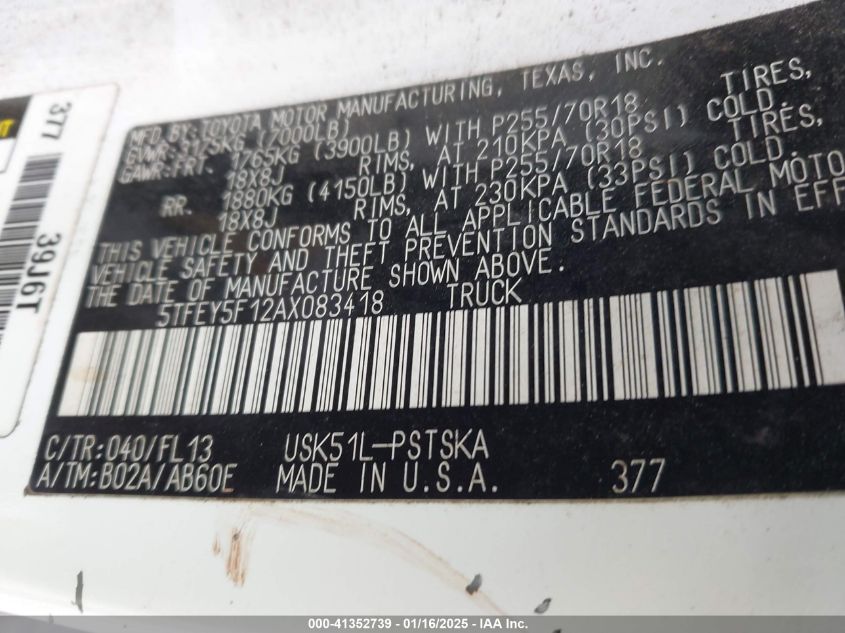 MFD BY:TOYOTA MOTOR MANUFACTURING, TEXAS, INC.
GVWR:3175KG (7000LB)
GAWR:FRT. 1765KG (3900LB) WITH P255/70R18 TIRES,
18X8J RIMS, AT 210KPA (30PSI) COLD.
RR. 1880KG (4150LB) WITH P255/70R18 TIRES,
18X8J RIMS, AT 230KPA (33PSI) COLD.
THIS VEHICLE CONFORMS TO ALL APPLICABLE FEDERAL MOTO
VEHICLE SAFETY AND THEFT PREVENTION STANDARDS IN EFF
THE DATE OF MANUFACTURE SHOWN ABOVE.
5TFEY5F12AX083418 TRUCK
C/TR:040/FL13 USK51L-PSTSKA
A/TM:B02A/AB60E MADE IN U.S.A. 377
377
39J6T
000-41352739 - 01/16/2025 - IAA Inc.